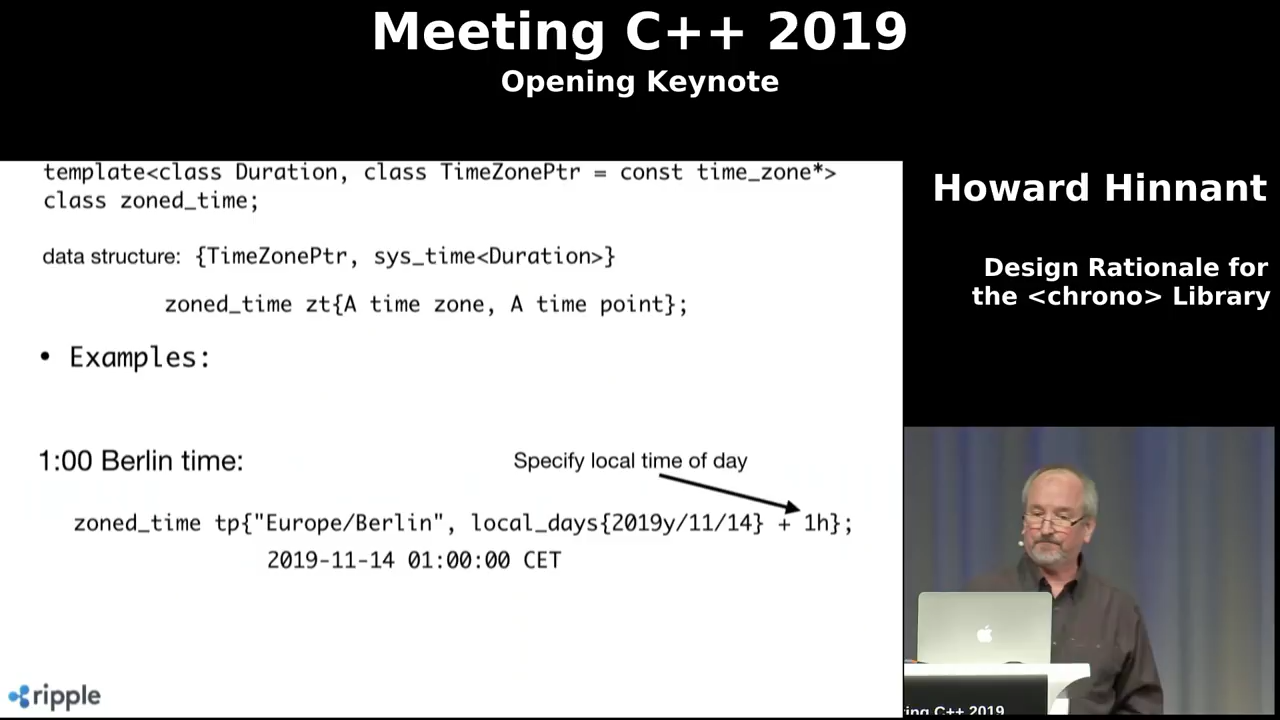 Meeting C++ 2019
Opening Keynote
template<class Duration, class TimeZonePtr = const time_zone*>
class zoned_time;
data structure: {TimeZonePtr, sys_time<Duration>}
zoned_time zt{A time zone, A time point};
• Examples:
1:00 Berlin time:
Specify local time of day
zoned_time tp{"Europe/Berlin", local_days{2019y/11/14} + 1h};
2019-11-14 01:00:00 CET
ripple
Howard Hinnant
Design Rationale for
the <chrono> Library
ing C++ 2019